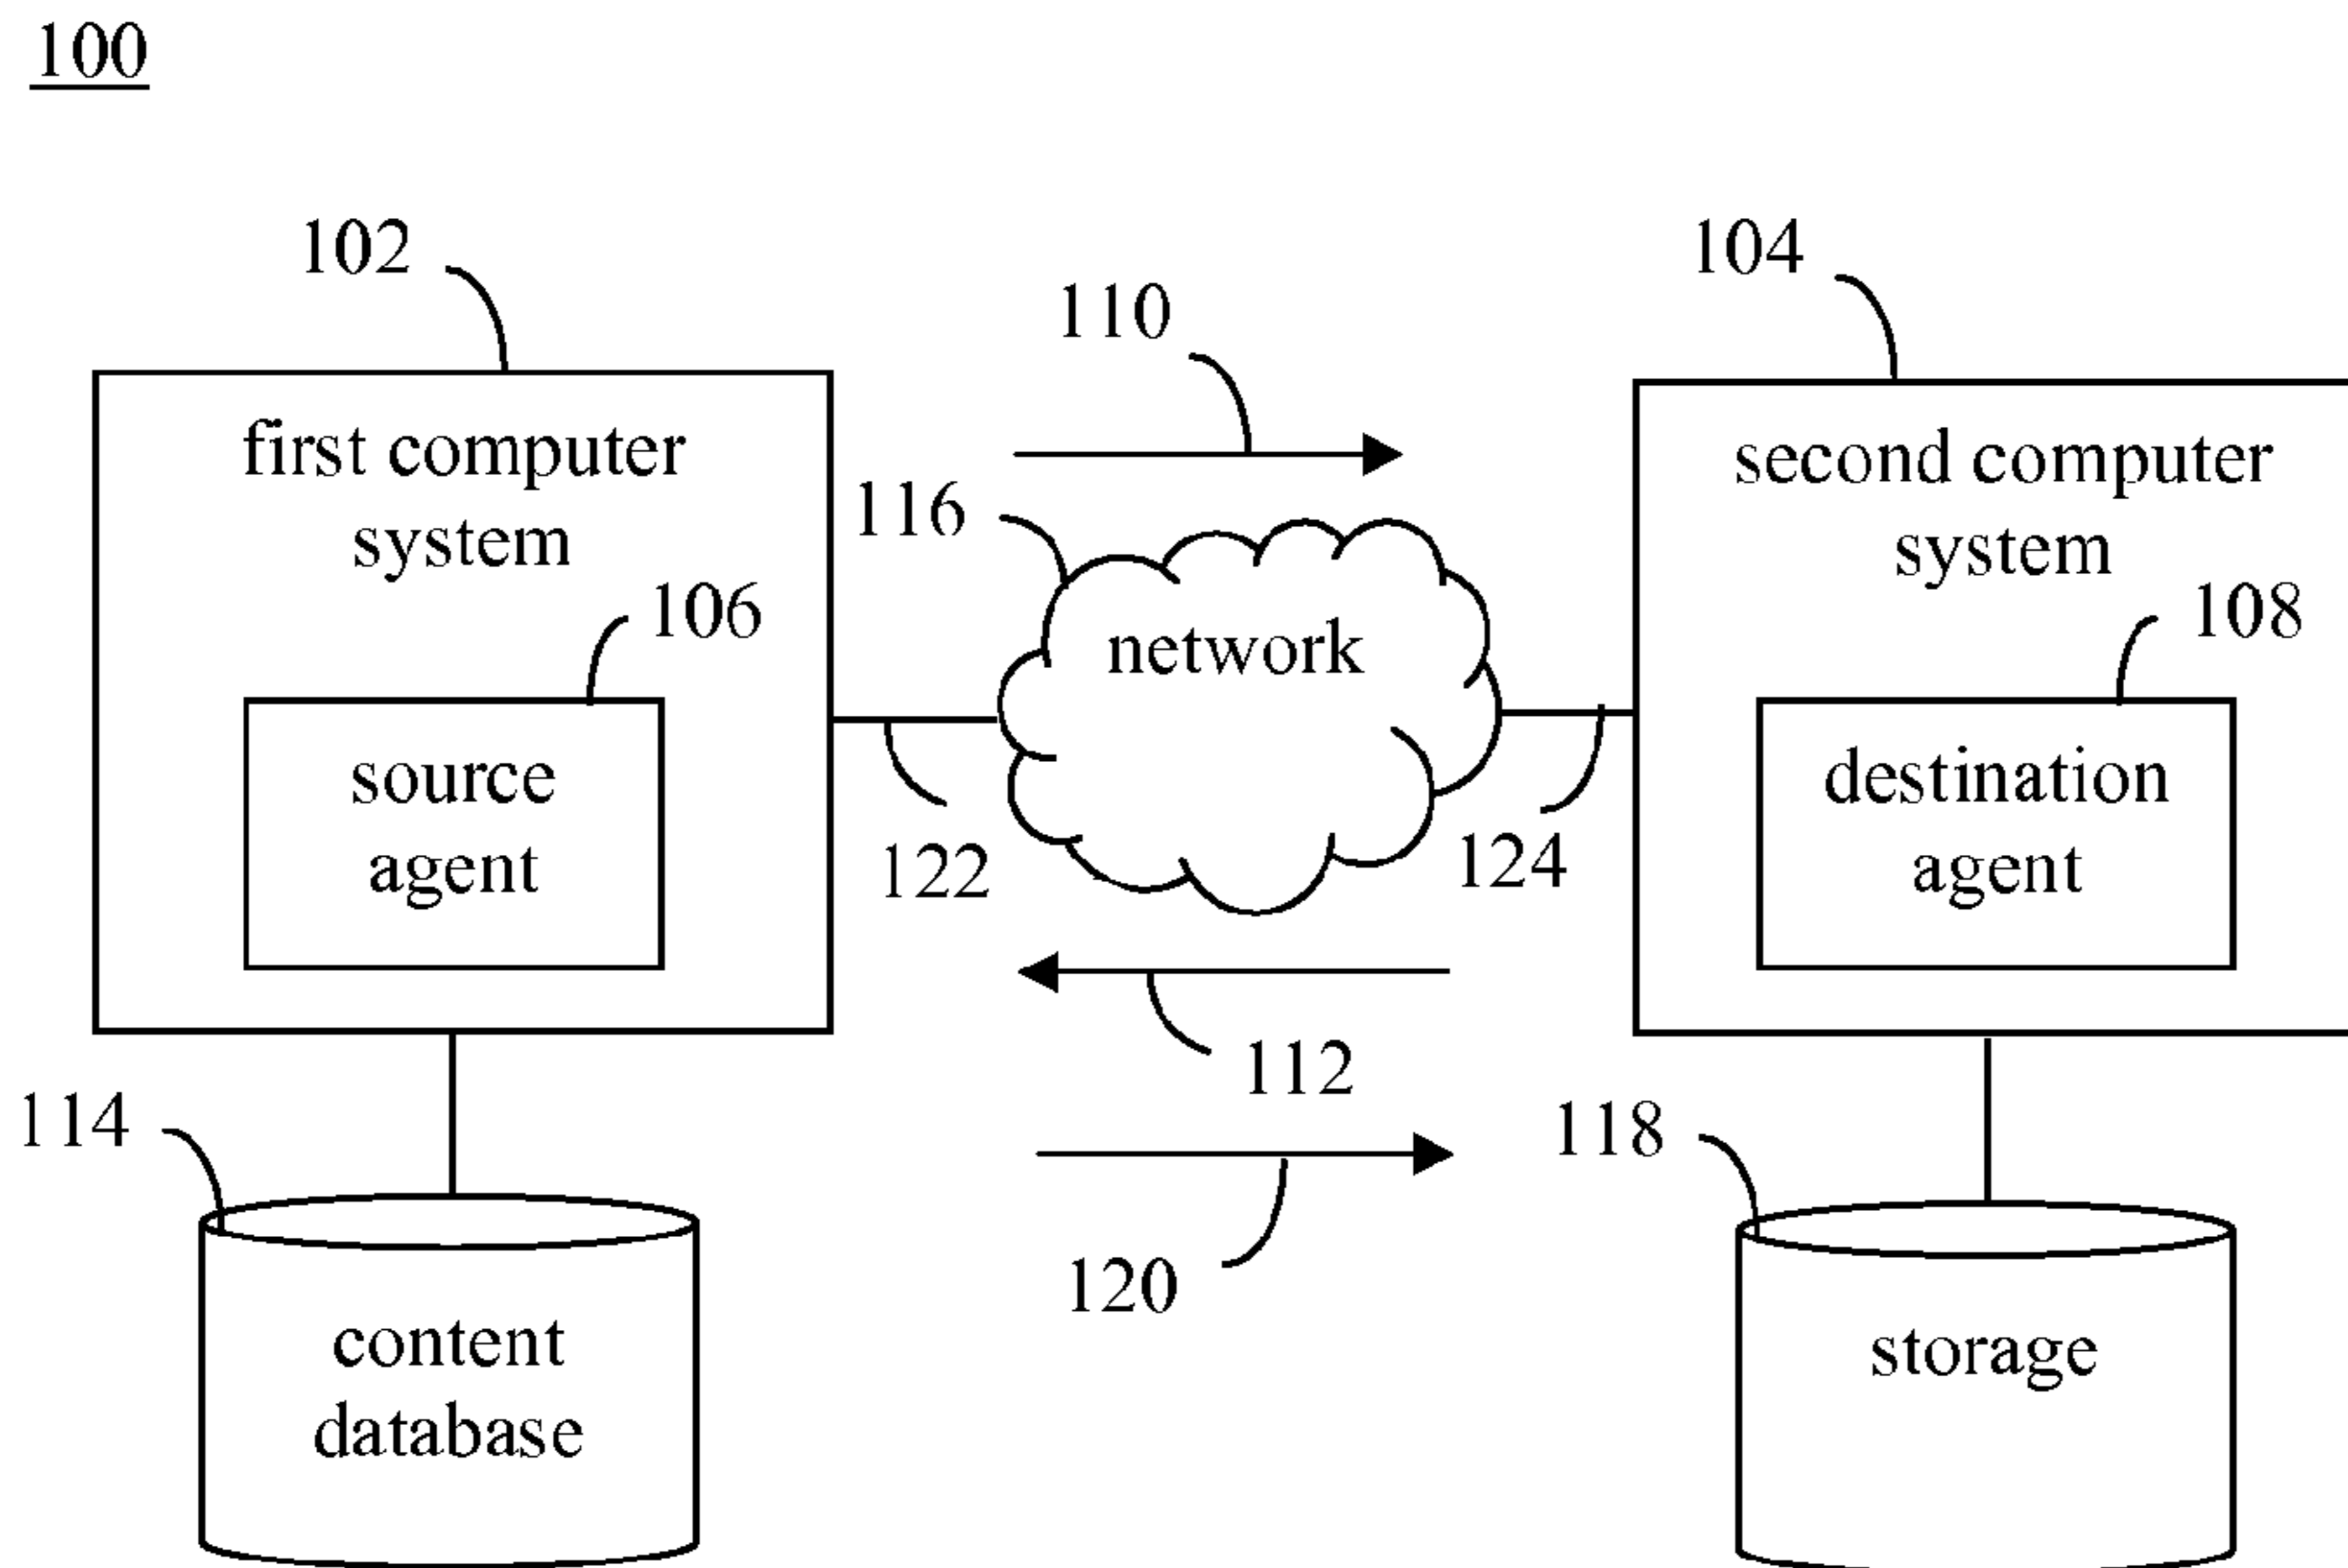 100
102
104
110
first computer
system
second computer
system
116
106
108
network
source
agent
destination
agent
122
124
112
114
118
120
content
database
storage